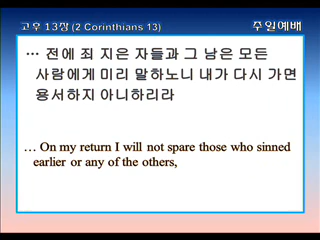 고후 13장 (2 Corinthians 13)
주일예배
… 전에 죄 지은 자들과 그 남은 모든
사람에게 미리 말하노니 내가 다시 가면
용서하지 아니하리라
… On my return I will not spare those who sinned
earlier or any of the others,